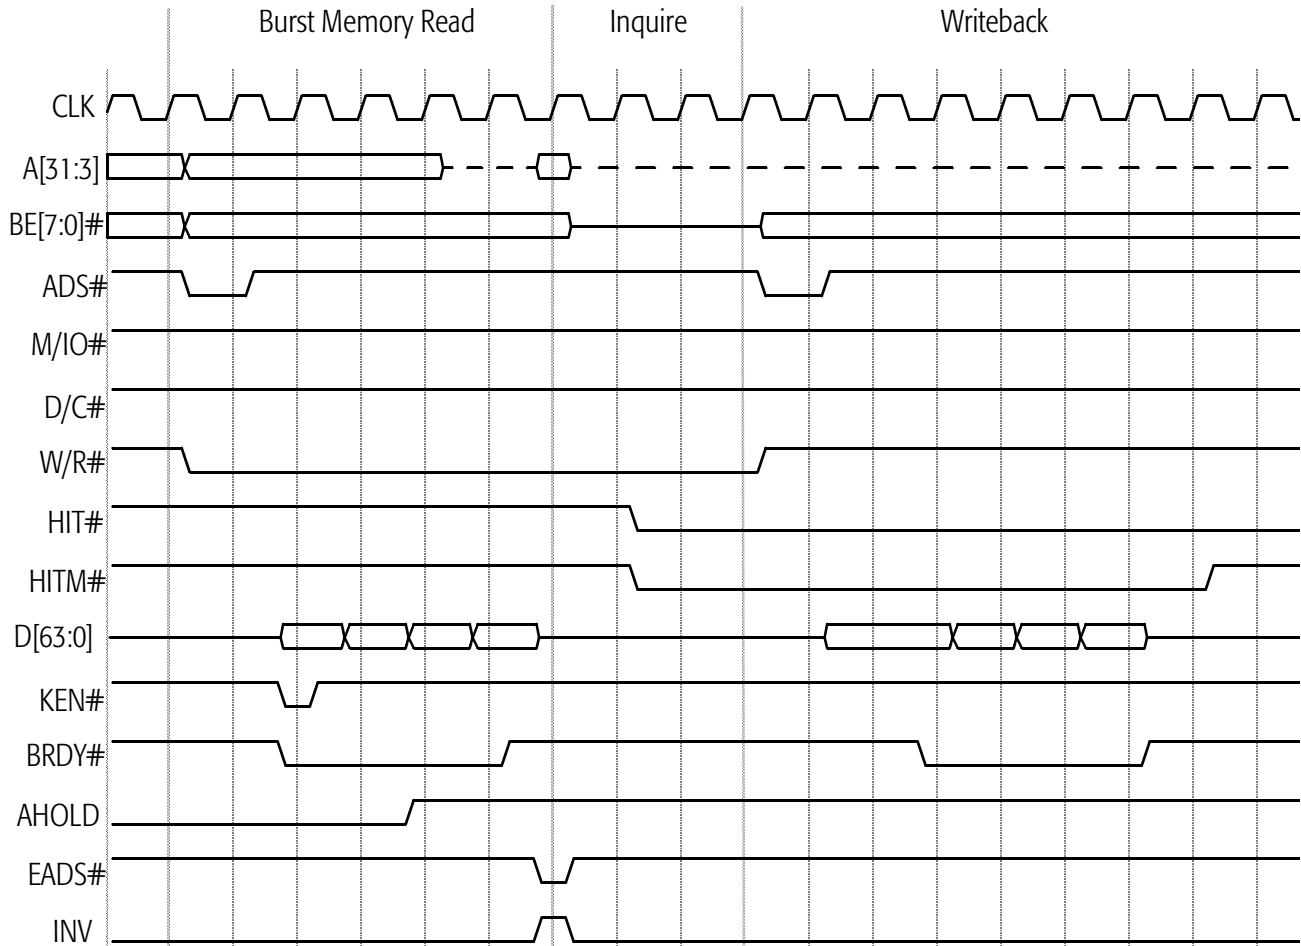 Burst Memory Read Inquire Writeback
CLK
A[31:3]
BE[7:0]#
ADS#
M/IO#
D/C#
W/R#
HIT#
HITM#
D[63:0]
KEN#
BRDY#
AHOLD
EADS#
INV